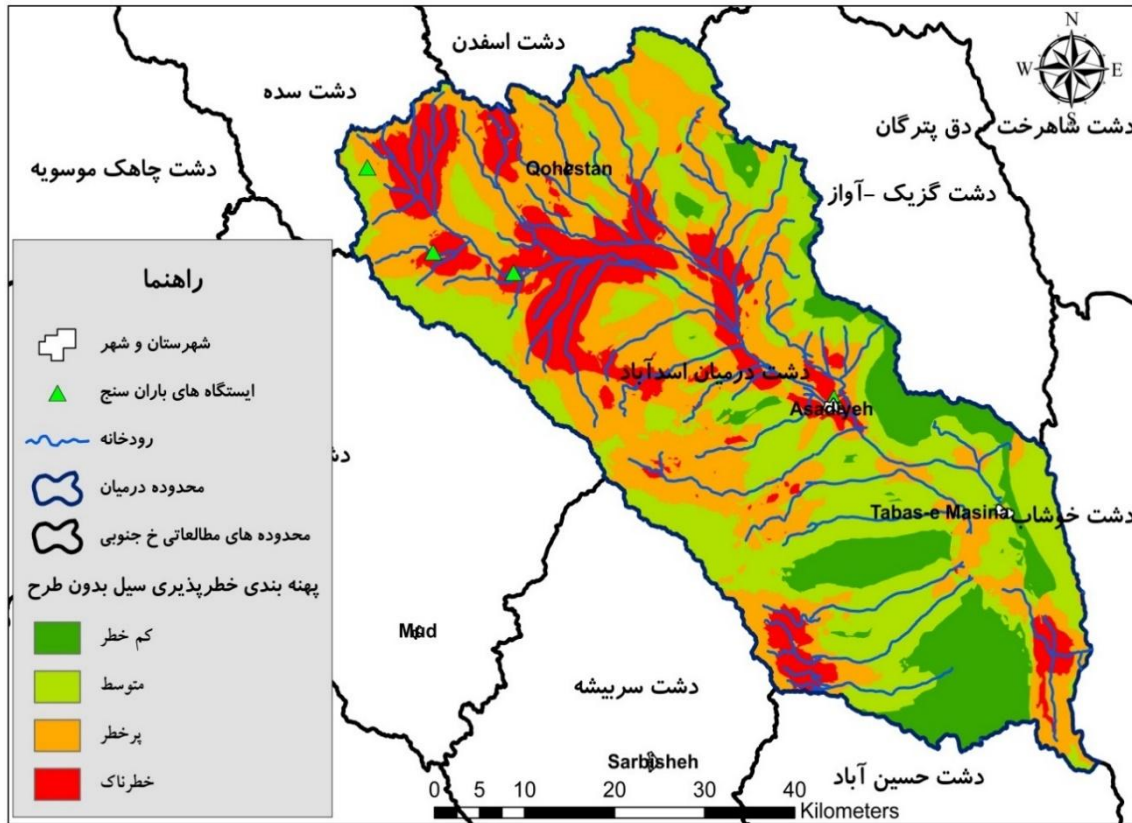 دشت اسفدن
N
W E
S
دشت سده
دشت شاهرخت
دق پترگان
دشت چاهک موسویه
Qohestan
دشت گزیک -آواز
راهنما
شهرستان و شهر
ایستگاه های باران سنج
رودخانه
محدوده درمیان
محدوده های مطالعاتی خ جنوبی
پهنه بندی خطرپذیری سیل بدون طرح
کم خطر
متوسط
پرخطر
خطرناک
دشت درمیان اسدآباد
Asadiyeh
Tabas-e Masina
دشت خوشاب
Mud
دشت سربیشه
Sarbisheh
دشت حسین آباد
0 5 10 20 30 40
Kilometers